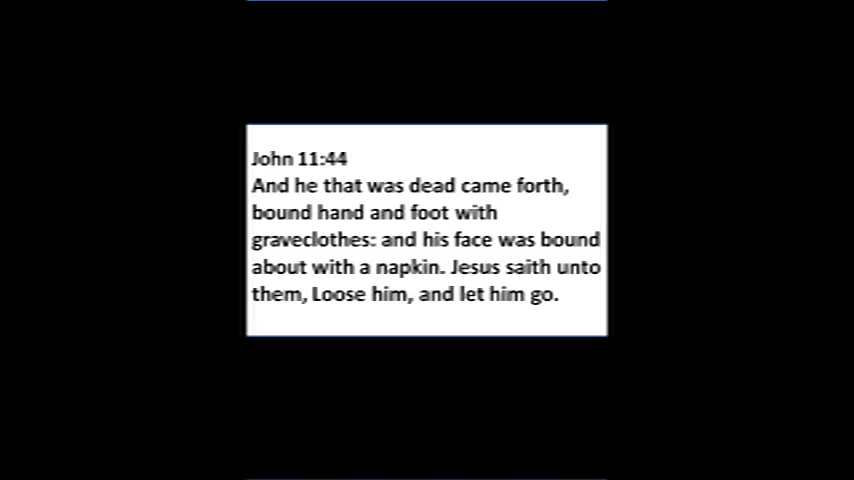 John 11:44
And he that was dead came forth,
bound hand and foot with
graveclothes: and his face was bound
about with a napkin. Jesus saith unto
them, Loose him, and let him go.